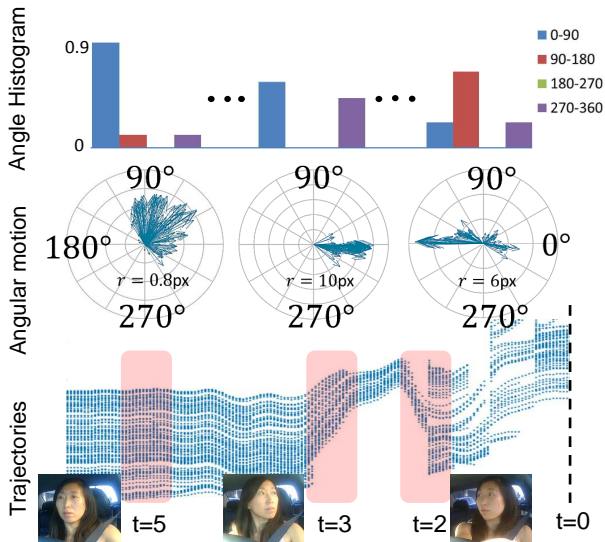 Angle Histogram
0.9
0
0-90
90-180
180-270
270-360
Angular motion
90°
180°
r = 0.8px
270°
90°
r = 10px
270°
90°
0°
r = 6px
270°
Trajectories
t=5
t=3
t=2
t=0